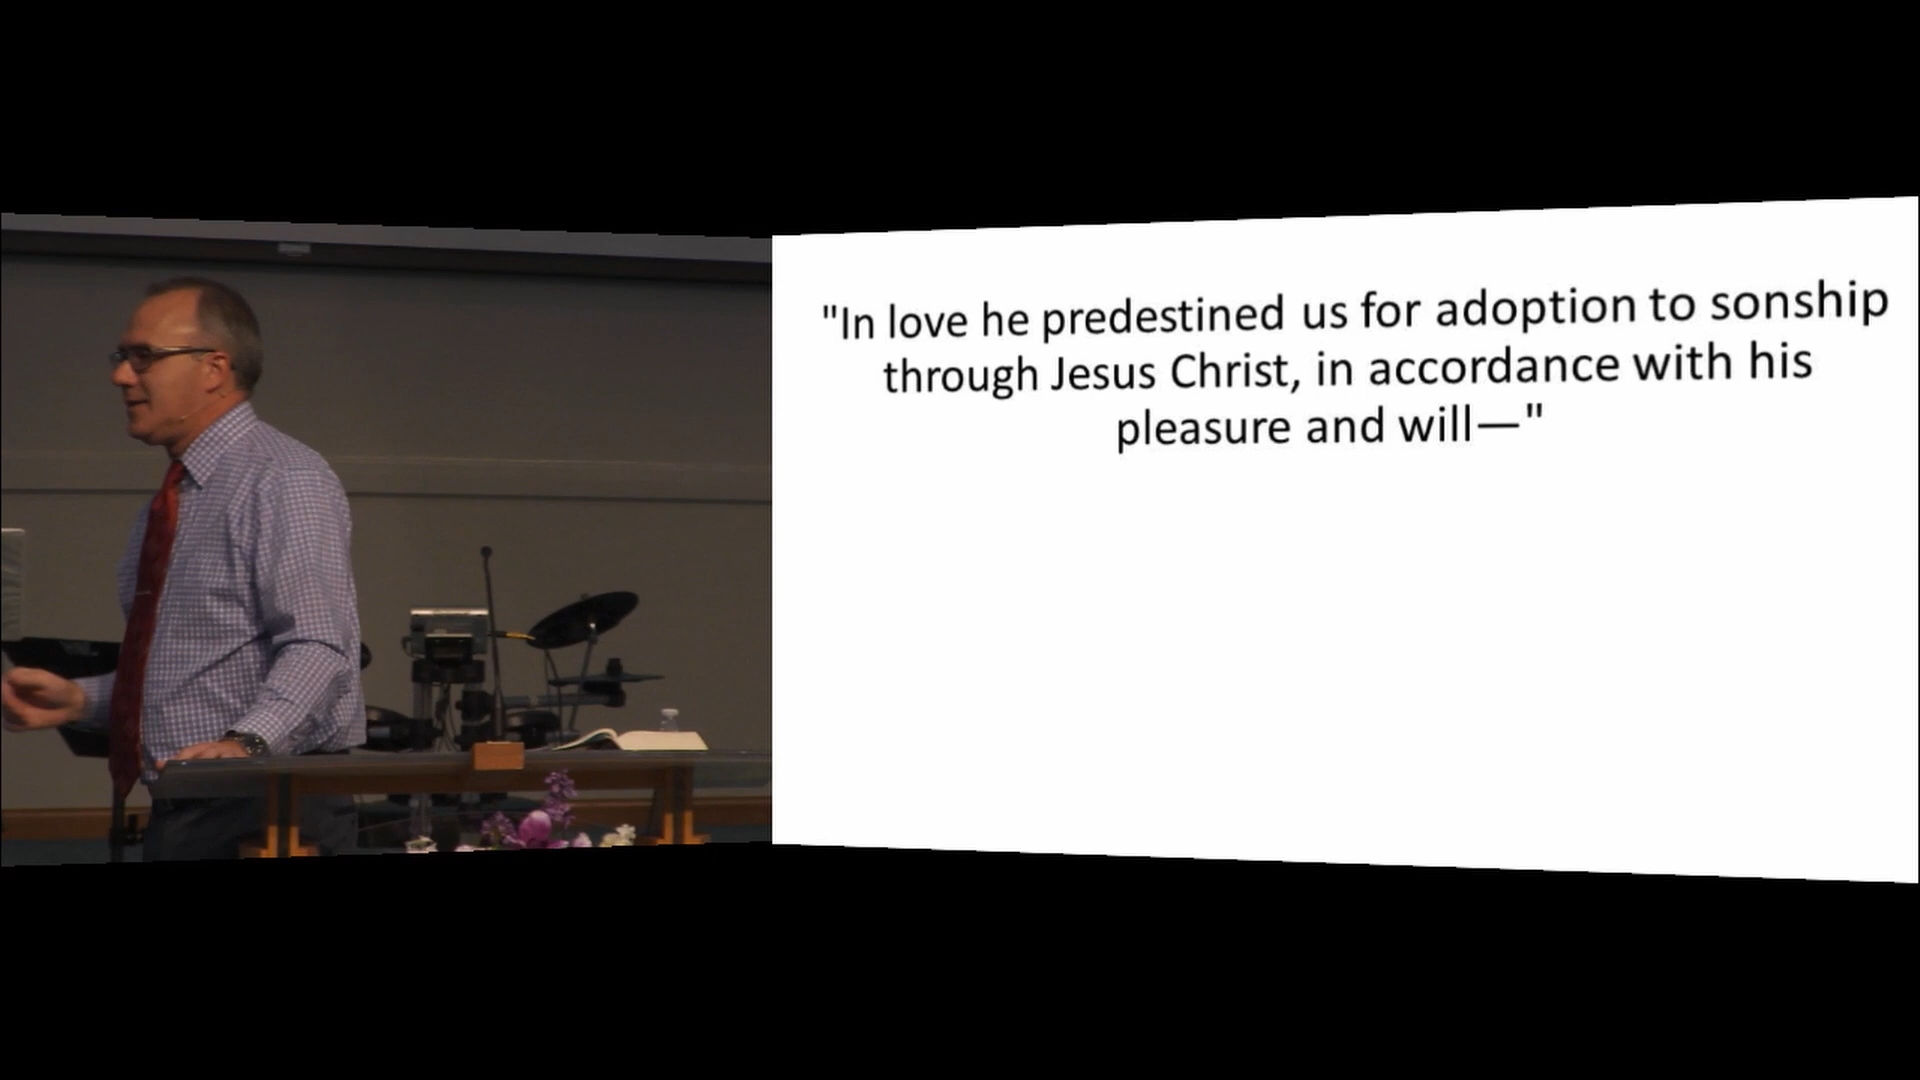 "In love he predestined us for adoption to sonship
through Jesus Christ, in accordance with his
pleasure and will—"